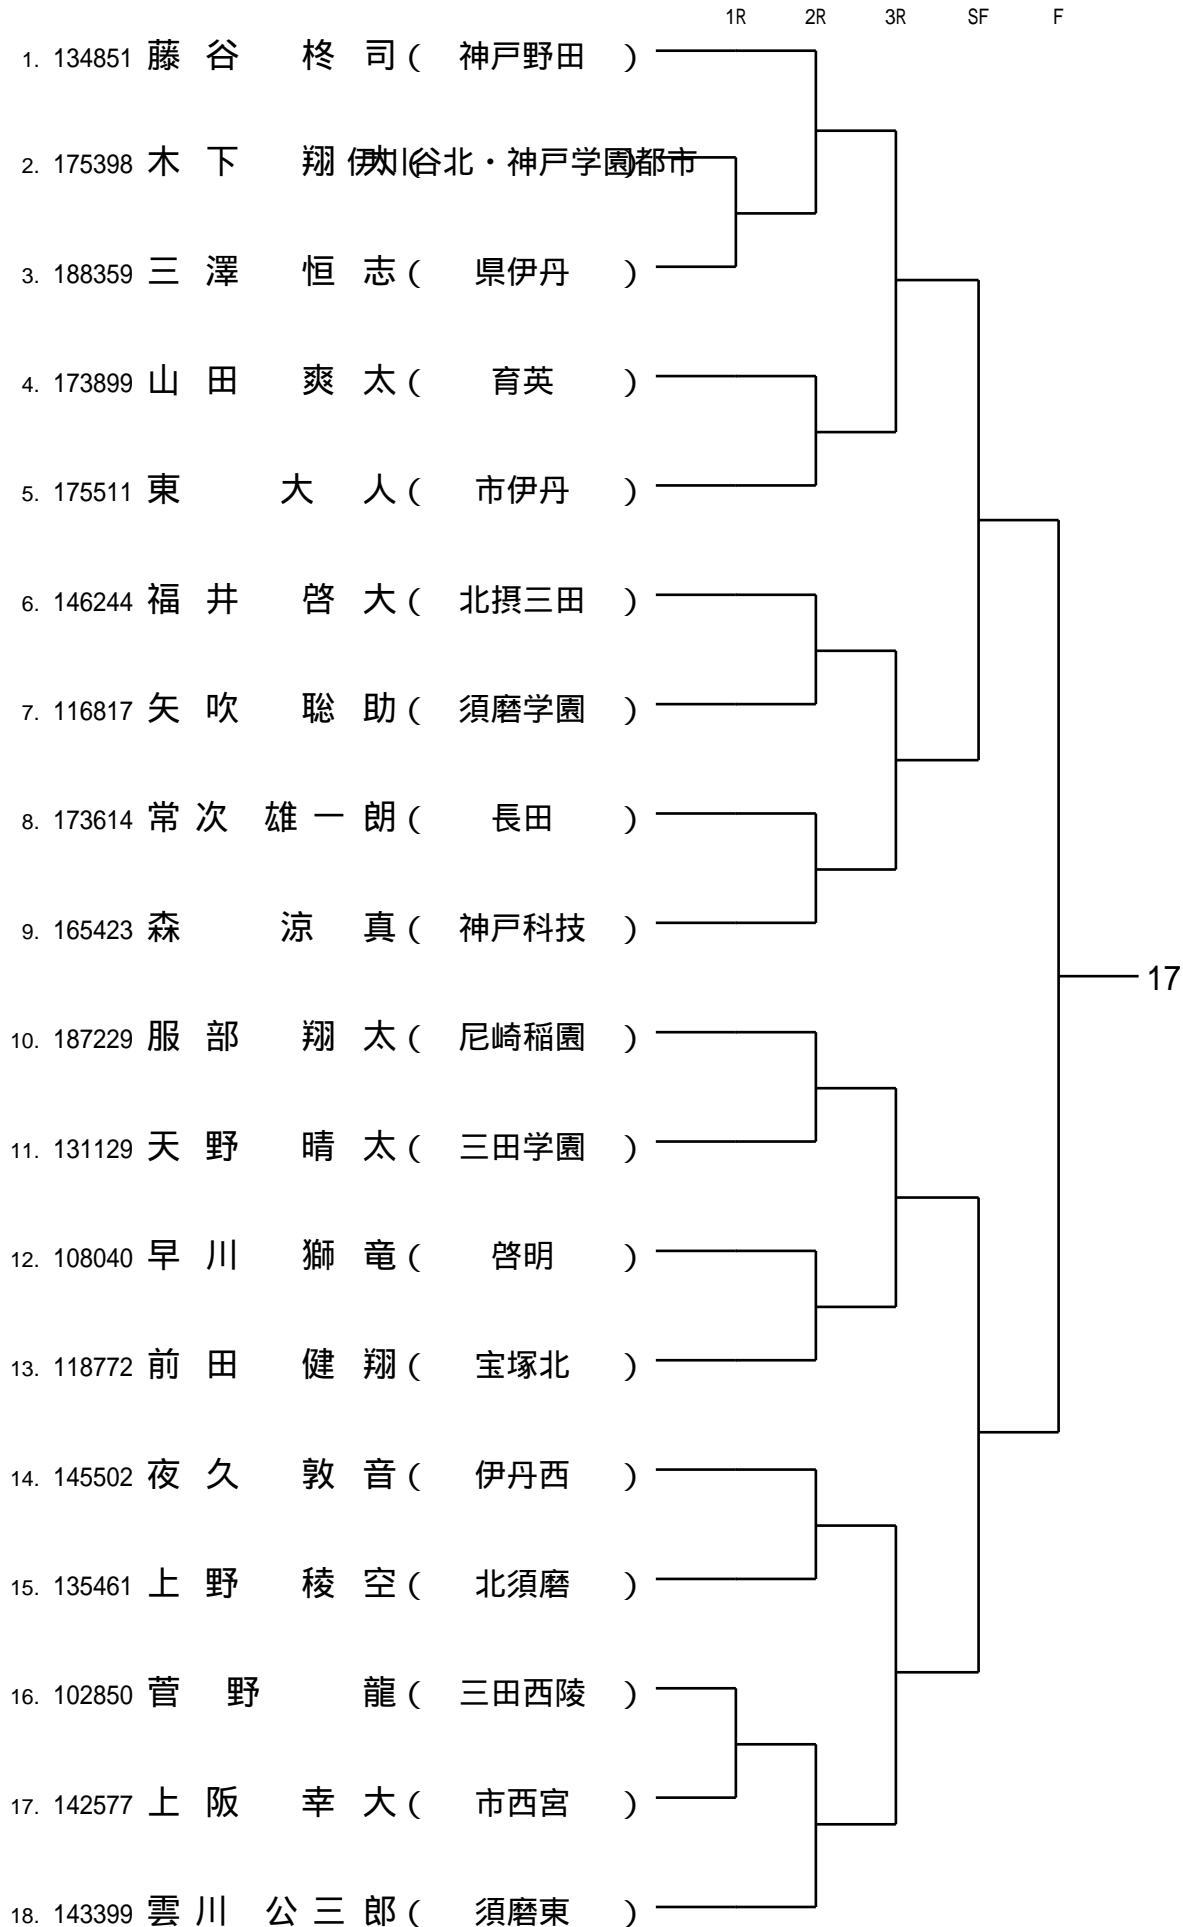 1R 2R 3R SF F
1. 134851 藤谷 柊司 ( 神戸野田 )
2. 175398 木下 翔 伊川谷北・神戸学園都市
3. 188359 三澤 恒志 ( 県伊丹 )
4. 173899 山田 爽太 ( 育英 )
5. 175511 東 大人 ( 市伊丹 )
6. 146244 福井 啓大 ( 北摂三田 )
7. 116817 矢吹 聡助 ( 須磨学園 )
8. 173614 常次 雄一朗 ( 長田 )
9. 165423 森 涼真 ( 神戸科技 )
17
10. 187229 服部 翔太 ( 尼崎稲園 )
11. 131129 天野 晴太 ( 三田学園 )
12. 108040 早川 獅竜 ( 啓明 )
13. 118772 前田 健翔 ( 宝塚北 )
14. 145502 夜久 敦音 ( 伊丹西 )
15. 135461 上野 稜空 ( 北須磨 )
16. 102850 菅野 龍 ( 三田西陵 )
17. 142577 上阪 幸大 ( 市西宮 )
18. 143399 雲川 公三郎 ( 須磨東 )